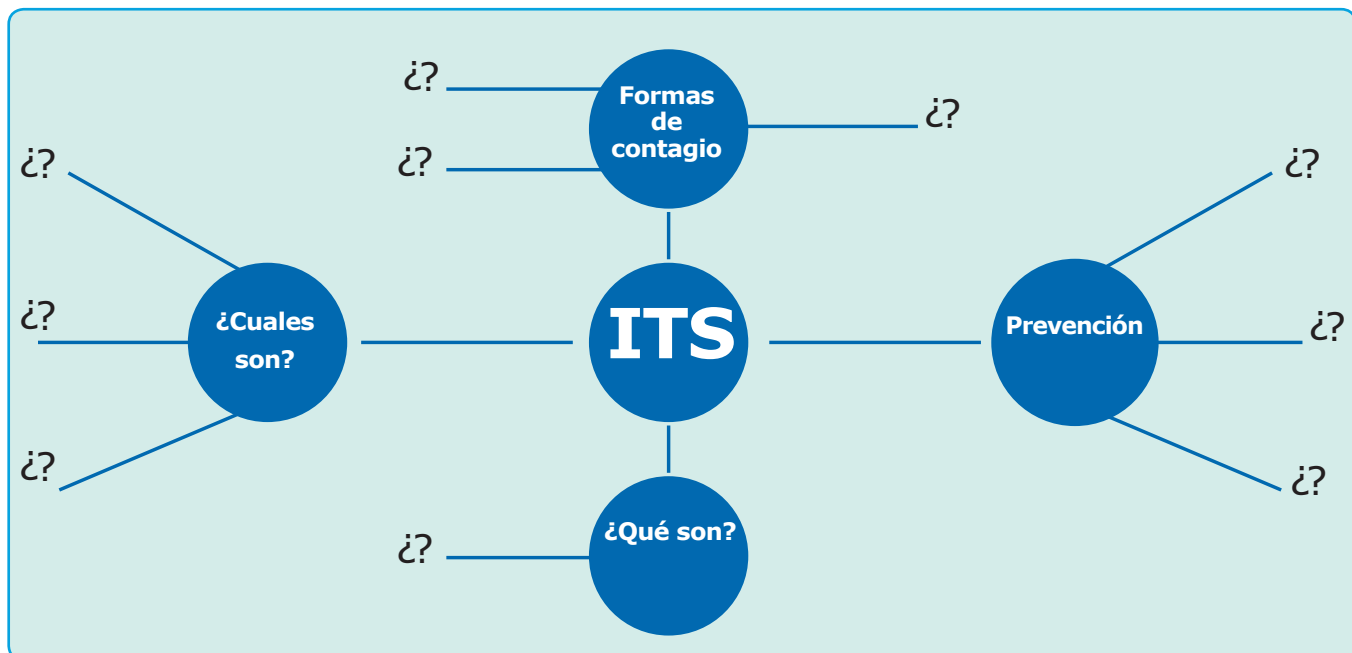 ¿?
Formas
de
contagio
¿?
¿?
¿?
¿?
¿?
¿Cuales
son?
ITS
Prevención
¿?
¿?
¿?
¿?
¿Qué son?